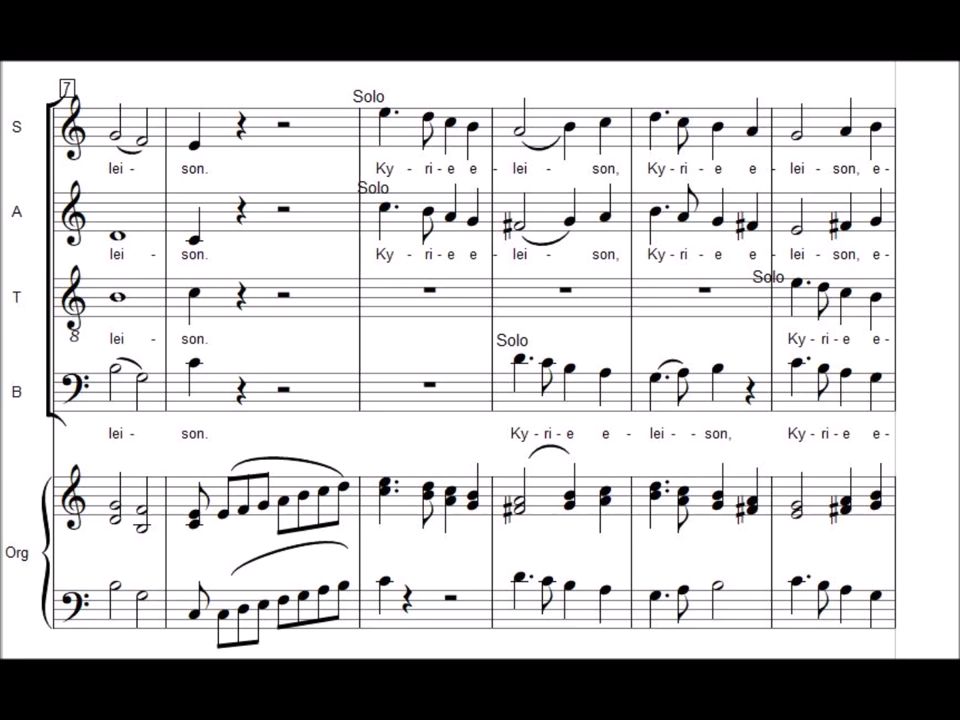 7
Solo
S
lei - son. Ky - ri - e e - lei - son, Ky - ri - e e - lei - son, e -
Solo
A
lei - son. Ky - ri - e e - lei - son, Ky - ri - e e - lei - son, e -
Solo
T
8
lei - son. Ky - ri - e e -
Solo
B
lei - son. Ky - ri - e e - lei - - son, Ky - ri - e e -
Org